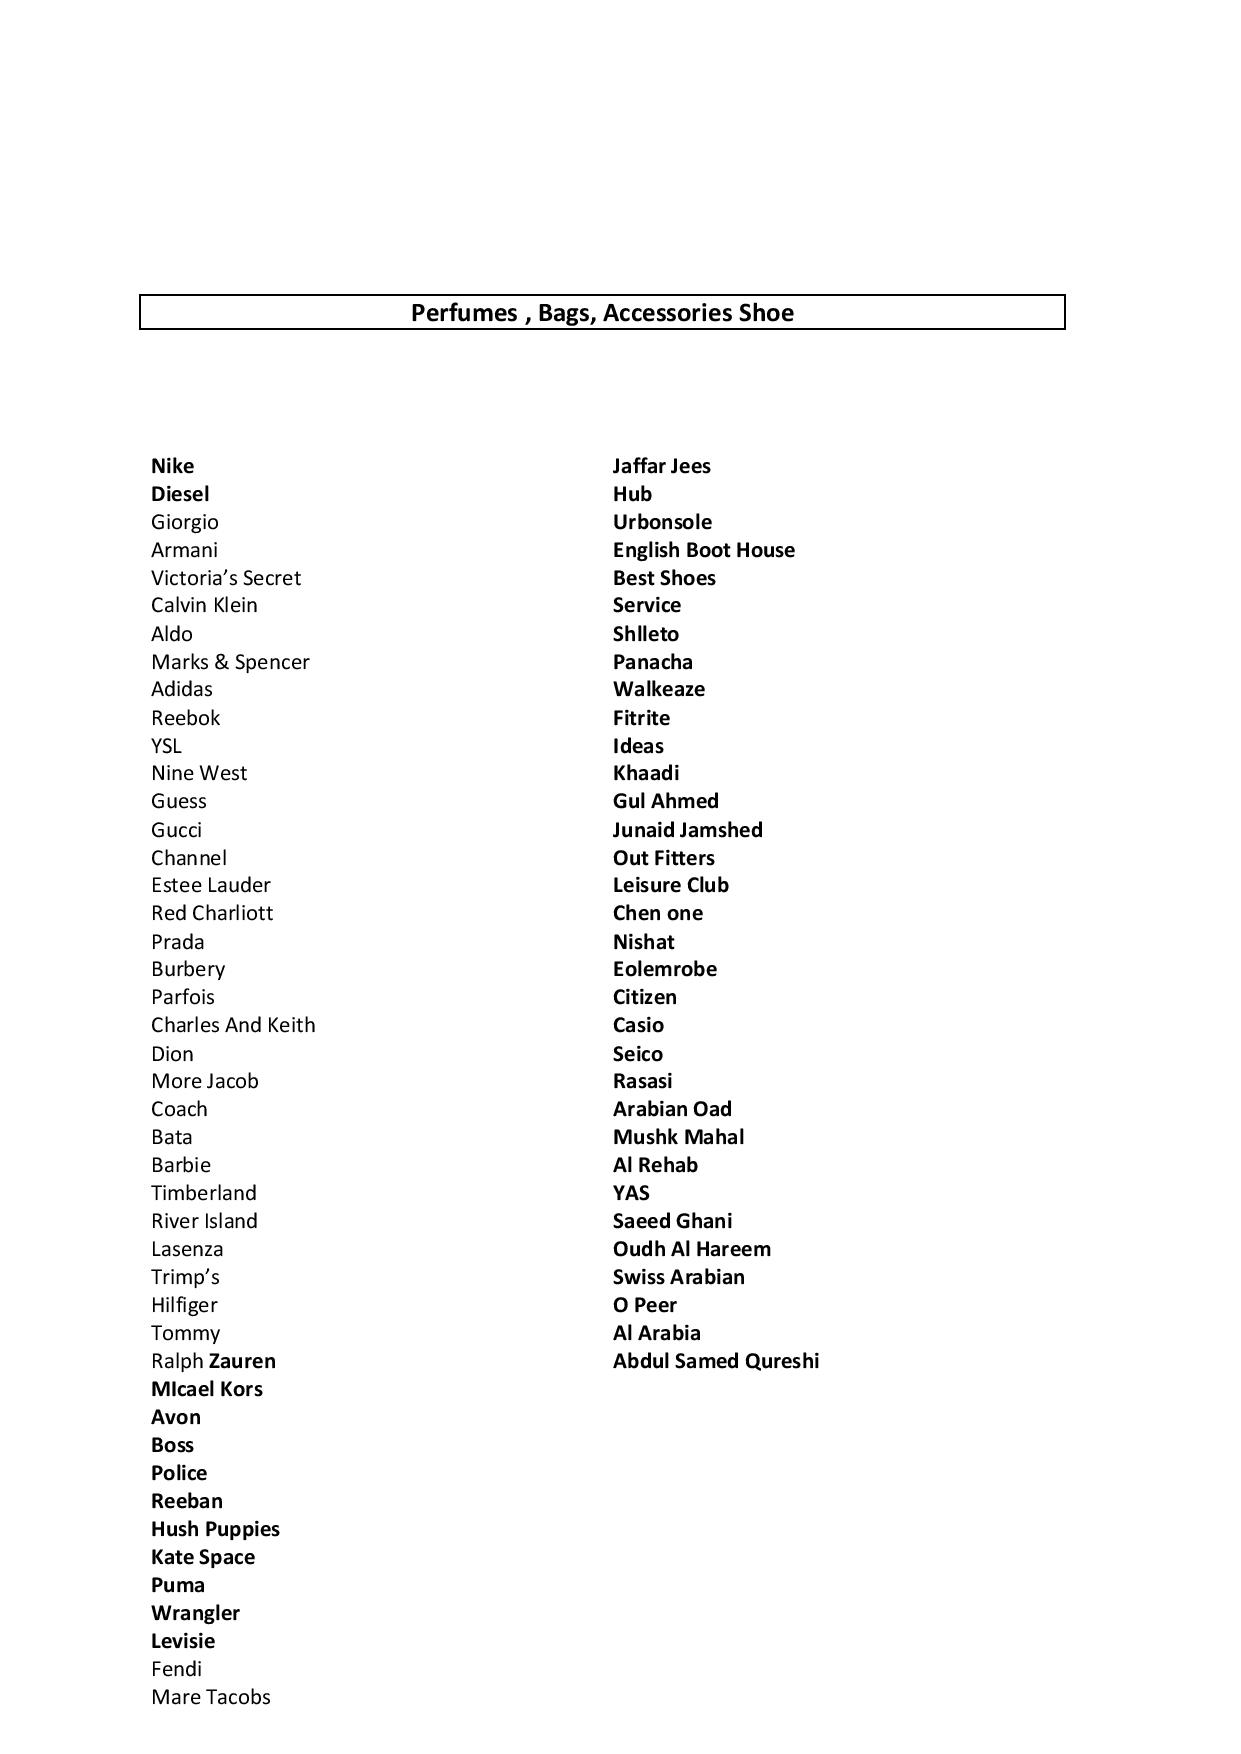 Perfumes , Bags, Accessories Shoe
Nike
Diesel
Giorgio
Armani
Victoria’s Secret
Calvin Klein
Aldo
Marks & Spencer
Adidas
Reebok
YSL
Nine West
Guess
Gucci
Channel
Estee Lauder
Red Charliott
Prada
Burbery
Parfois
Charles And Keith
Dion
More Jacob
Coach
Bata
Barbie
Timberland
River Island
Lasenza
Trimp’s
Hilfiger
Tommy
Ralph Zauren
MIcael Kors
Avon
Boss
Police
Reeban
Hush Puppies
Kate Space
Puma
Wrangler
Levisie
Fendi
Mare Tacobs
Jaffar Jees
Hub
Urbonsole
English Boot House
Best Shoes
Service
Shlleto
Panacha
Walkeaze
Fitrite
Ideas
Khaadi
Gul Ahmed
Junaid Jamshed
Out Fitters
Leisure Club
Chen one
Nishat
Eolemrobe
Citizen
Casio
Seico
Rasasi
Arabian Oad
Mushk Mahal
Al Rehab
YAS
Saeed Ghani
Oudh Al Hareem
Swiss Arabian
O Peer
Al Arabia
Abdul Samed Qureshi